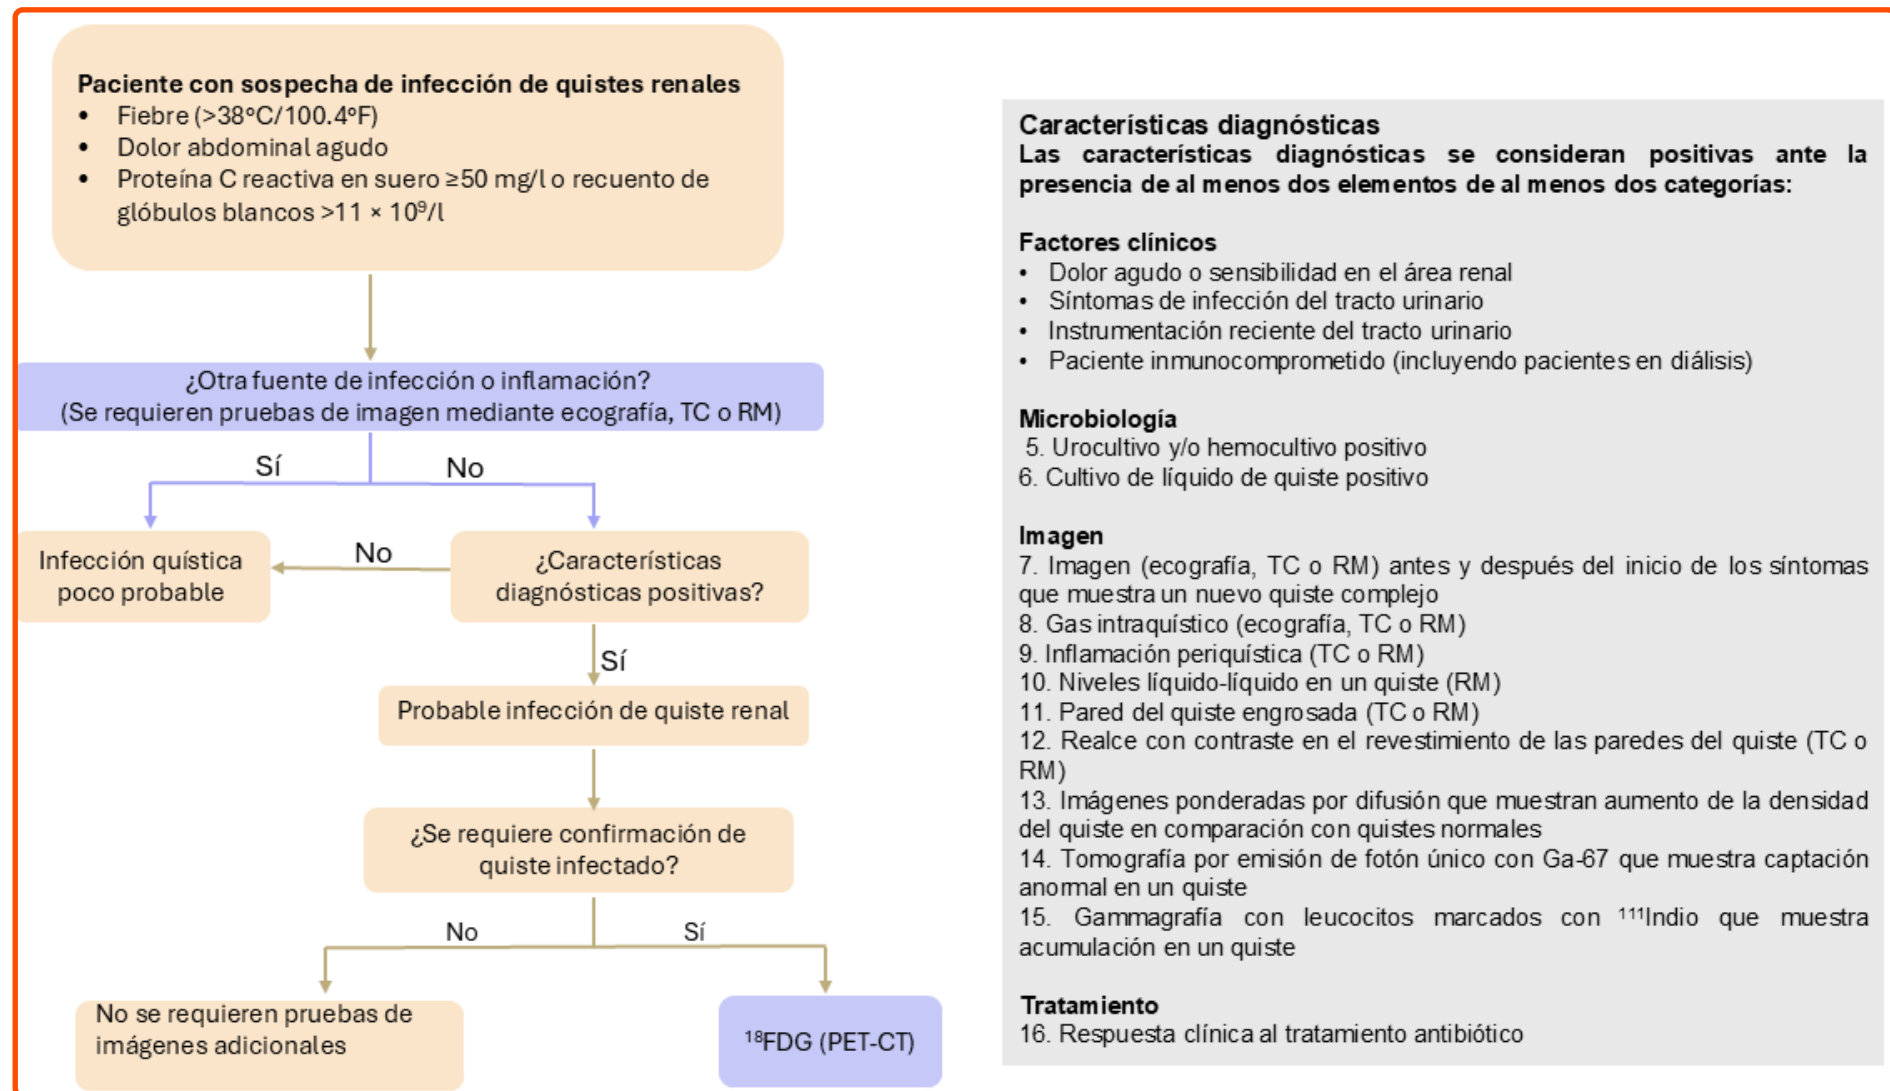 Paciente con sospecha de infección de quistes renales
• Fiebre (>38ºC/100.4ºF)
• Dolor abdominal agudo
• Proteína C reactiva en suero ≥50 mg/l o recuento de
glóbulos blancos >11 × 10⁹/l
¿Otra fuente de infección o inflamación?
(Se requieren pruebas de imagen mediante ecografía, TC o RM)
Sí
No
Infección quística
poco probable
No
¿Características
diagnósticas positivas?
Sí
Probable infección de quiste renal
¿Se requiere confirmación de
quiste infectado?
No
Sí
No se requieren pruebas de
imágenes adicionales
¹⁸FDG (PET-CT)
Características diagnósticas
Las características diagnósticas se consideran positivas ante la
presencia de al menos dos elementos de al menos dos categorías:
Factores clínicos
• Dolor agudo o sensibilidad en el área renal
• Síntomas de infección del tracto urinario
• Instrumentación reciente del tracto urinario
• Paciente inmunocomprometido (incluyendo pacientes en diálisis)
Microbiología
5. Urocultivo y/o hemocultivo positivo
6. Cultivo de líquido de quiste positivo
Imagen
7. Imagen (ecografía, TC o RM) antes y después del inicio de los síntomas
que muestra un nuevo quiste complejo
8. Gas intraquístico (ecografía, TC o RM)
9. Inflamación periquística (TC o RM)
10. Niveles líquido-líquido en un quiste (RM)
11. Pared del quiste engrosada (TC o RM)
12. Realce con contraste en el revestimiento de las paredes del quiste (TC o
RM)
13. Imágenes ponderadas por difusión que muestran aumento de la densidad
del quiste en comparación con quistes normales
14. Tomografía por emisión de fotón único con Ga-67 que muestra captación
anormal en un quiste
15. Gammagrafía con leucocitos marcados con ¹¹¹Indio que muestra
acumulación en un quiste
Tratamiento
16. Respuesta clínica al tratamiento antibiótico